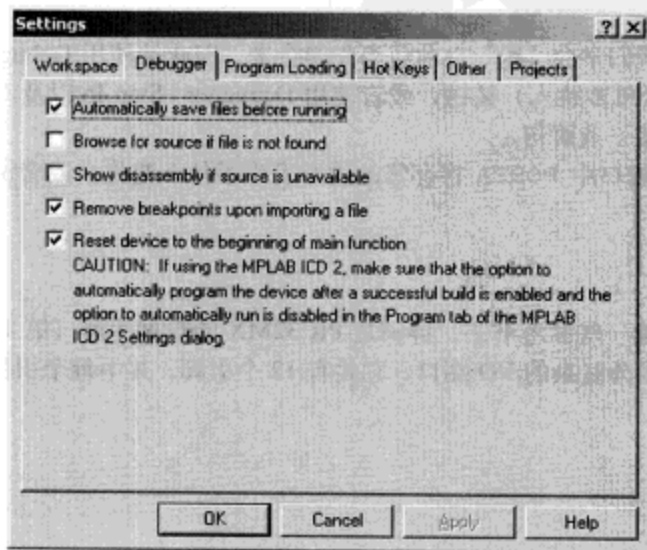 Settings
Workspace Debugger Program Loading Hot Keys Other Projects
Automatically save files before running
Browse for source if file is not found
Show disassembly if source is unavailable
Remove breakpoints upon importing a file
Reset device to the beginning of main function
CAUTION: If using the MPLAB ICD 2, make sure that the option to
automatically program the device after a successful build is enabled and the
option to automatically run is disabled in the Program tab of the MPLAB
ICD 2 Settings dialog.
OK Cancel Apply Help